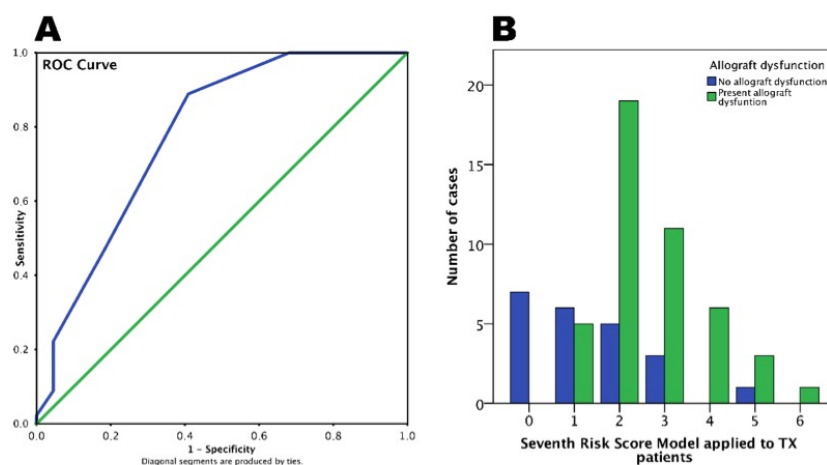 A
ROC Curve
1.0
0.8
0.6
0.4
0.2
0.0
Sensitivity
0.0 0.2 0.4 0.6 0.8 1.0
1 - Specificity
Diagonal segments are produced by ties.
B
Allograft dysfunction
No allograft dysfunction
Present allograft
dysfuntion
20
15
10
5
0
Number of cases
0 1 2 3 4 5 6
Seventh Risk Score Model applied to TX
patients